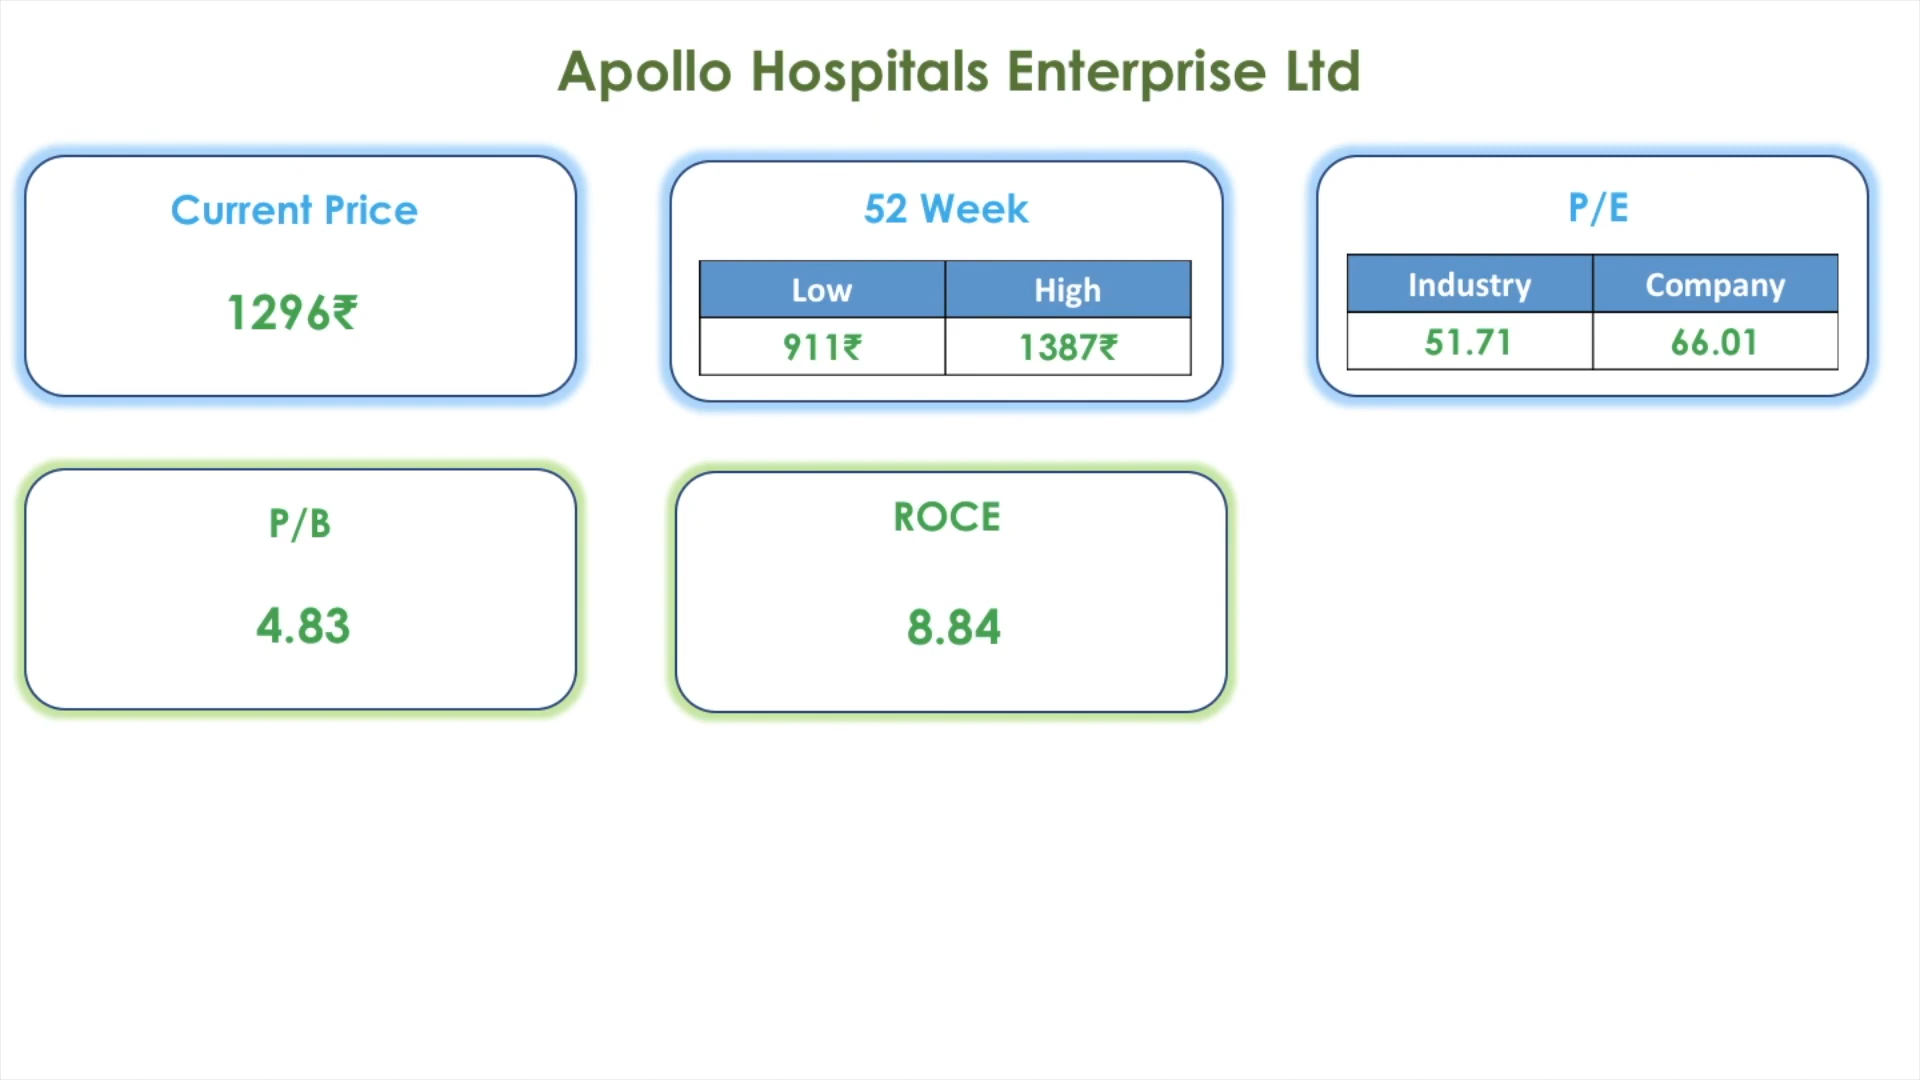 Apollo Hospitals Enterprise Ltd
Current Price
1296₹
52 Week
Low High
911₹ 1387₹
P/E
Industry Company
51.71 66.01
P/B
4.83
ROCE
8.84